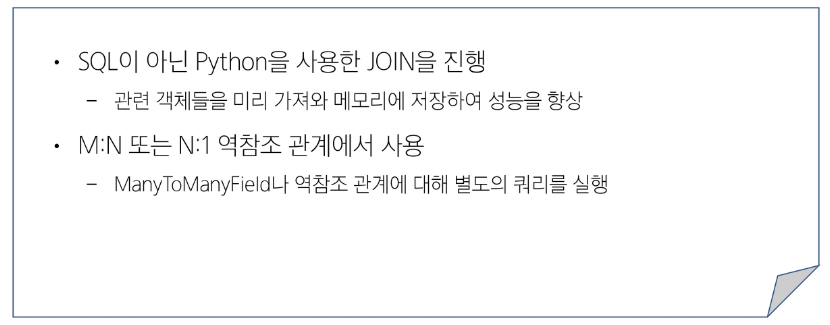 • SQL이 아닌 Python을 사용한 JOIN을 진행
– 관련 객체들을 미리 가져와 메모리에 저장하여 성능을 향상
• M:N 또는 N:1 역참조 관계에서 사용
– ManyToManyField나 역참조 관계에 대해 별도의 쿼리를 실행